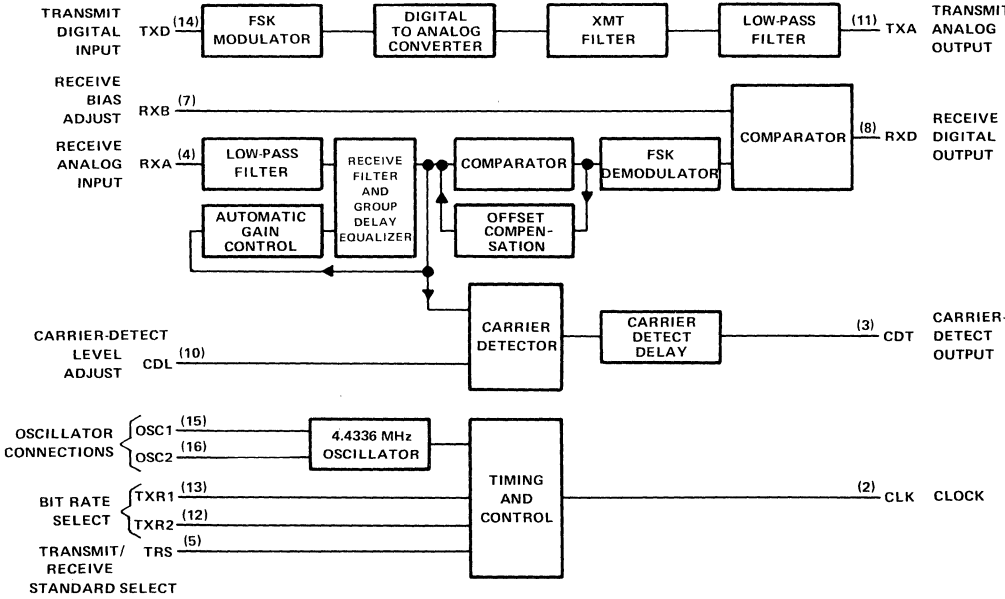 TRANSMIT
DIGITAL
INPUT
TXD
(14)
FSK
MODULATOR
DIGITAL
TO ANALOG
CONVERTER
XMT
FILTER
LOW-PASS
FILTER
(11)
TXA
TRANSMIT
ANALOG
OUTPUT
RECEIVE
BIAS
ADJUST
RXB
(7)
COMPARATOR
(8)
RXD
RECEIVE
DIGITAL
OUTPUT
RECEIVE
ANALOG
INPUT
RXA
(4)
LOW-PASS
FILTER
RECEIVE
FILTER
AND
GROUP
DELAY
EQUALIZER
COMPARATOR
FSK
DEMODULATOR
AUTOMATIC
GAIN
CONTROL
OFFSET
COMPEN-
SATION
CARRIER-DETECT
LEVEL
ADJUST
CDL
(10)
CARRIER
DETECTOR
CARRIER
DETECT
DELAY
(3)
CDT
CARRIER-
DETECT
OUTPUT
OSCILLATOR
CONNECTIONS
OSC1
(15)
OSC2
(16)
4.4336 MHz
OSCILLATOR
BIT RATE
SELECT
TXR1
(13)
TXR2
(12)
TRANSMIT/
RECEIVE
STANDARD SELECT
TRS
(5)
TIMING
AND
CONTROL
(2)
CLK
CLOCK